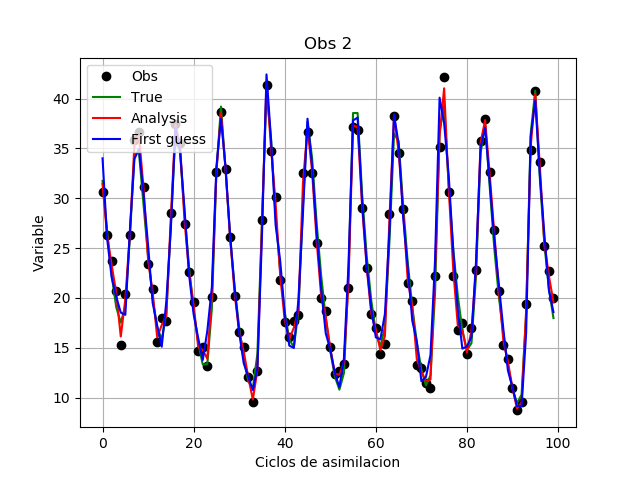 Obs 2
Obs
True
Analysis
First guess
Variable
40
35
30
25
20
15
10
0 20 40 60 80 100
Ciclos de asimilacion